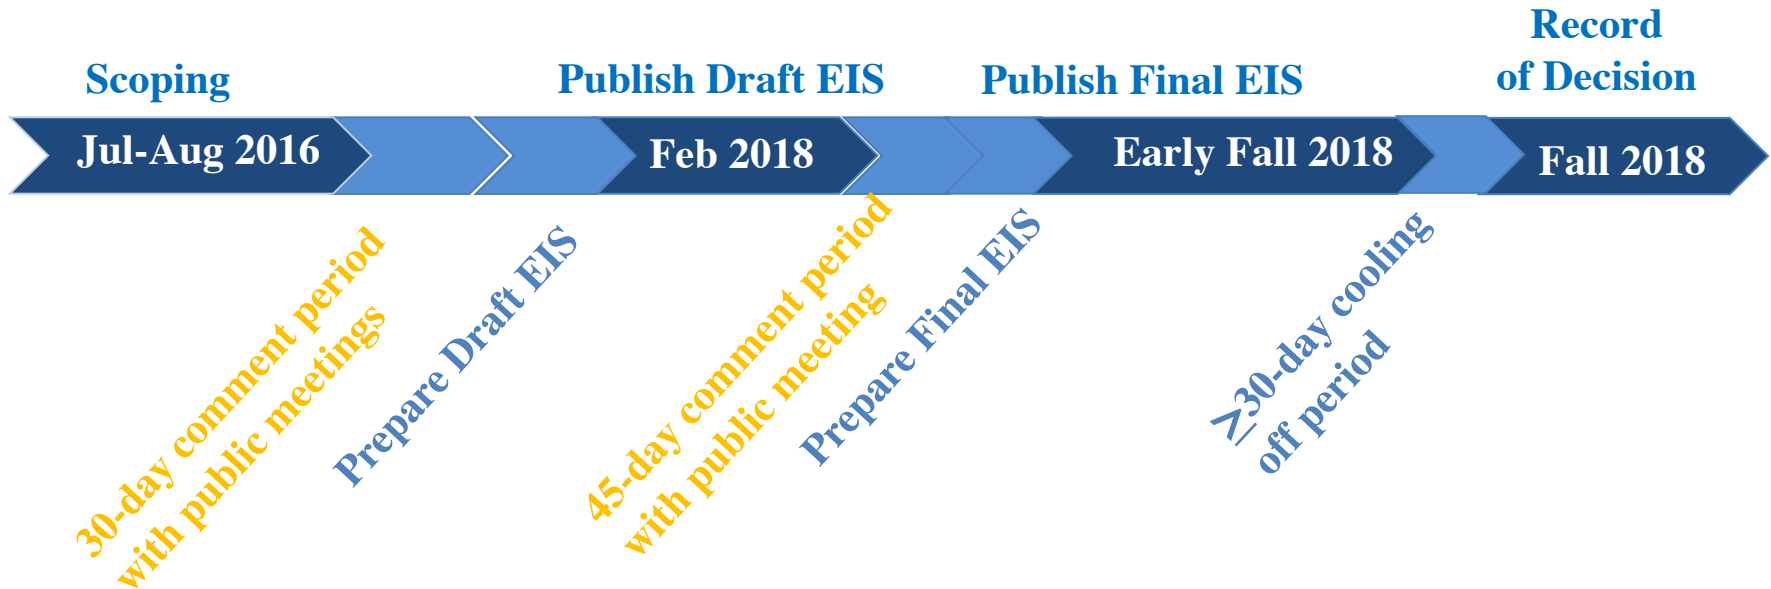 Scoping
Publish Draft EIS
Publish Final EIS
Record
of Decision
Jul-Aug 2016
Feb 2018
Early Fall 2018
Fall 2018
30-day comment period
with public meetings
Prepare Draft EIS
45-day comment period
with public meeting
Prepare Final EIS
≥30-day cooling
off period